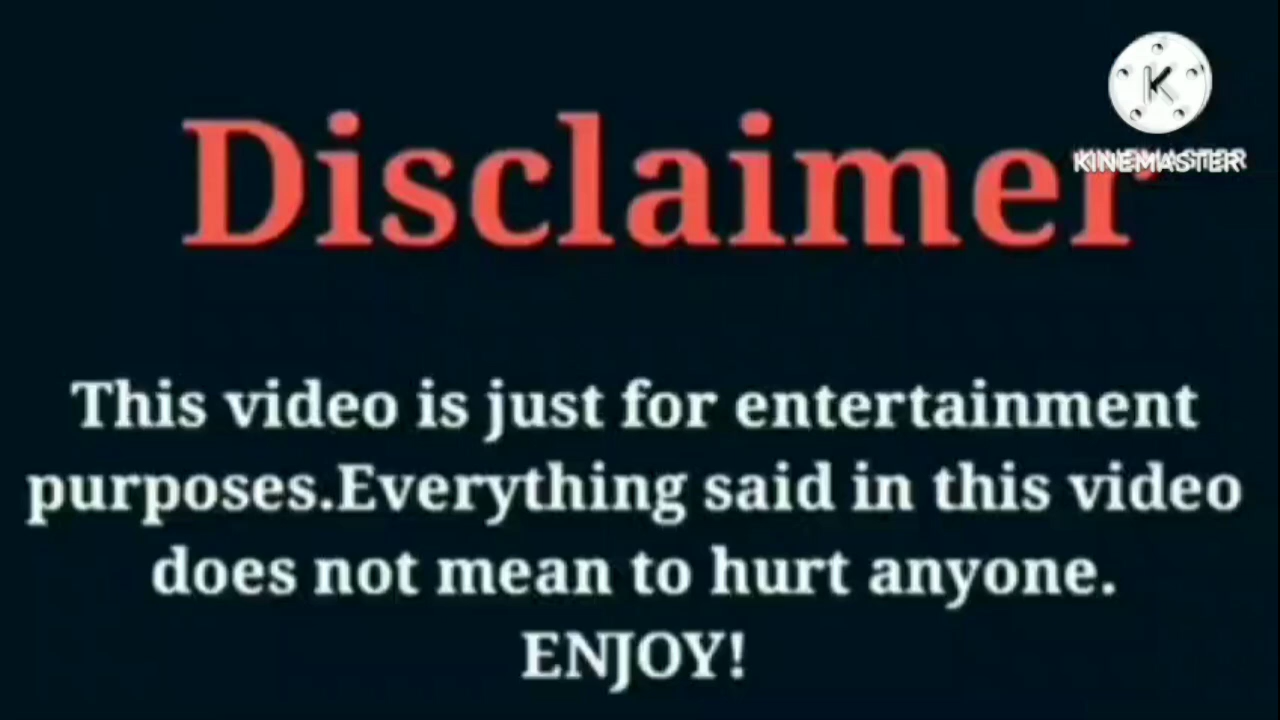 K
KINEMASTER
Disclaimer
This video is just for entertainment
purposes.Everything said in this video
does not mean to hurt anyone.
ENJOY!